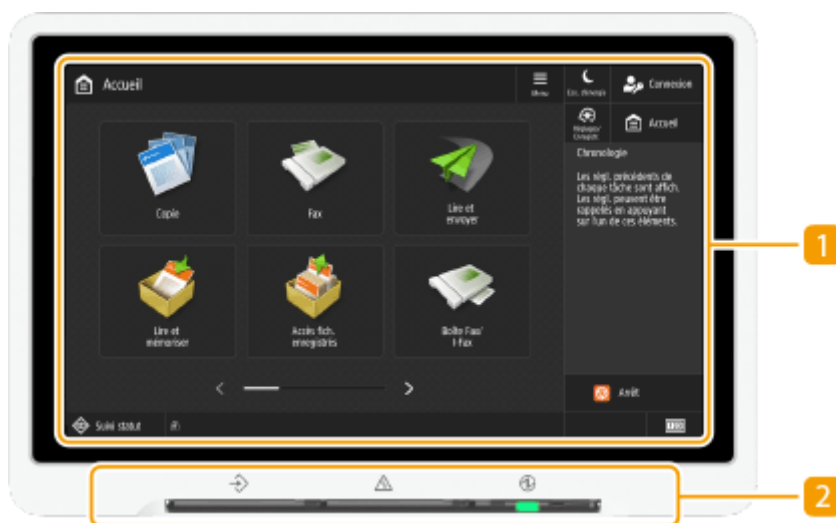 Accueil
Menu
Eco. d'énergie
Connexion
Réglages/
Enregist.
Accueil
Chronologie
Les régl. précédents de
chaque tâche sont affich.
Les régl. peuvent être
rappelés en appuyant
sur l'un de ces éléments.
Copie
Fax
Lire et
envoyer
Lire et
mémoriser
Accès fich.
enregistrés
Boîte Fax/
I-Fax
Arrêt
Suivi statut
1
2